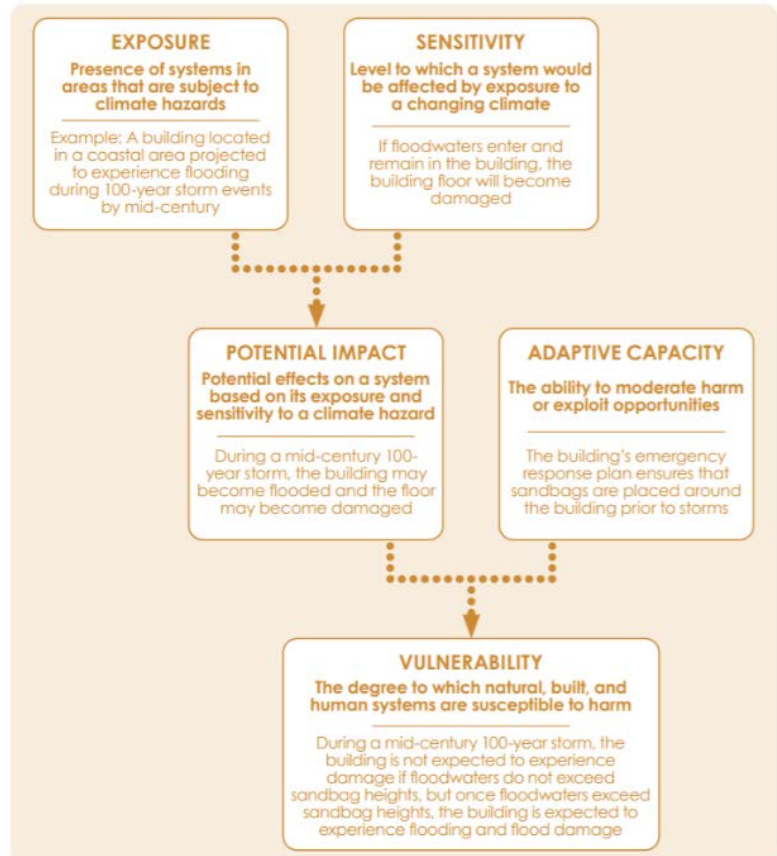 EXPOSURE
Presence of systems in
areas that are subject to
climate hazards
Example: A building located
in a coastal area projected
to experience flooding
during 100-year storm events
by mid-century
SENSITIVITY
Level to which a system would
be affected by exposure to
a changing climate
If floodwaters enter and
remain in the building, the
building floor will become
damaged
POTENTIAL IMPACT
Potential effects on a system
based on its exposure and
sensitivity to a climate hazard
During a mid-century 100-
year storm, the building may
become flooded and the floor
may become damaged
ADAPTIVE CAPACITY
The ability to moderate harm
or exploit opportunities
The building's emergency
response plan ensures that
sandbags are placed around
the building prior to storms
VULNERABILITY
The degree to which natural, built, and
human systems are susceptible to harm
During a mid-century 100-year storm, the
building is not expected to experience
damage if floodwaters do not exceed
sandbag heights, but once floodwaters exceed
sandbag heights, the building is expected to
experience flooding and flood damage